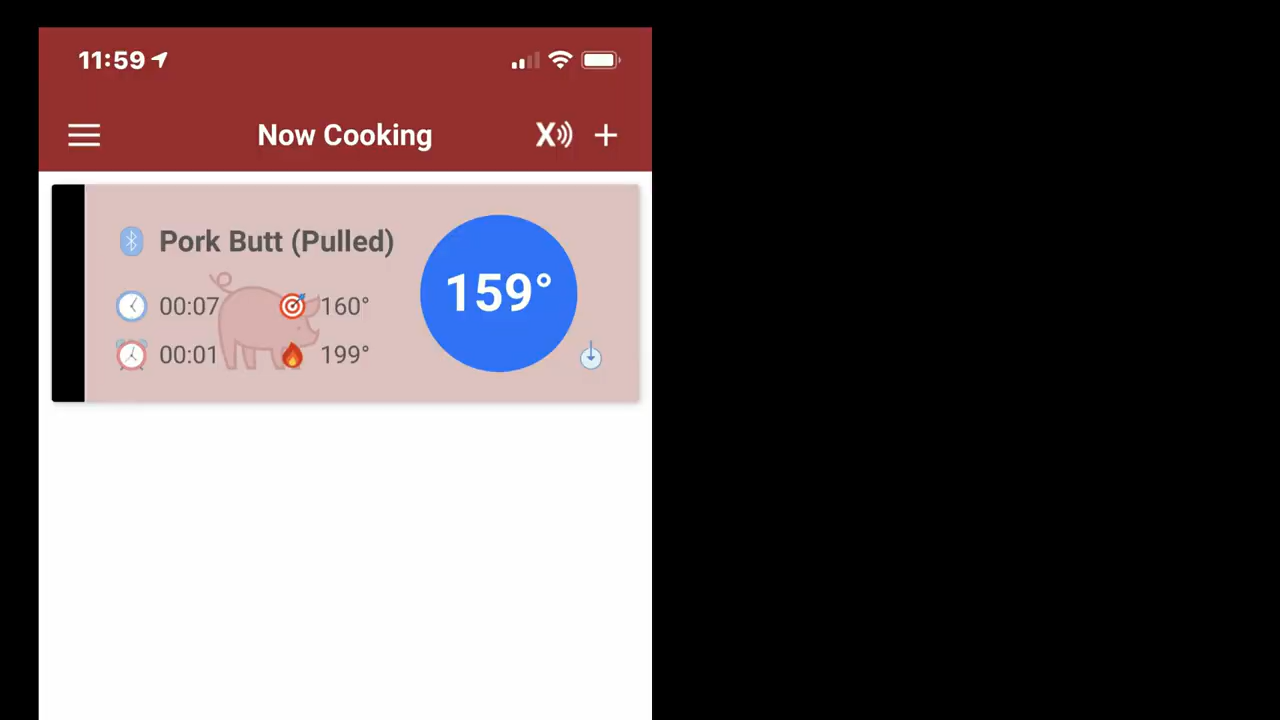 11:59
Now Cooking
X
Pork Butt (Pulled)
00:07 160°
00:01 199°
159°